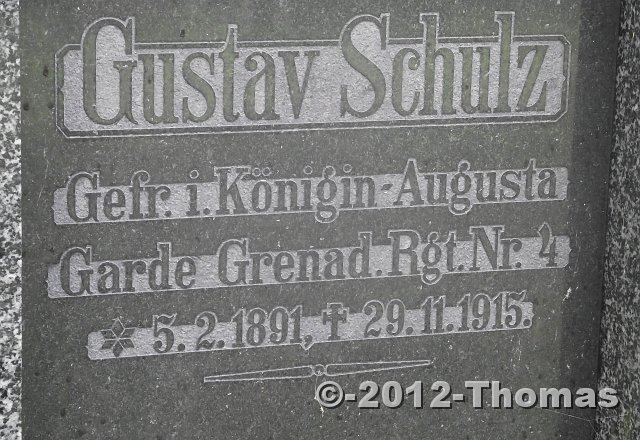 Gustav Schulz
Gefr. i. Königin-Augusta
Garde Grenad. Rgt. Nr. 4
* 5. 2. 1891, † 29. 11. 1915.
©-2012-Thomas